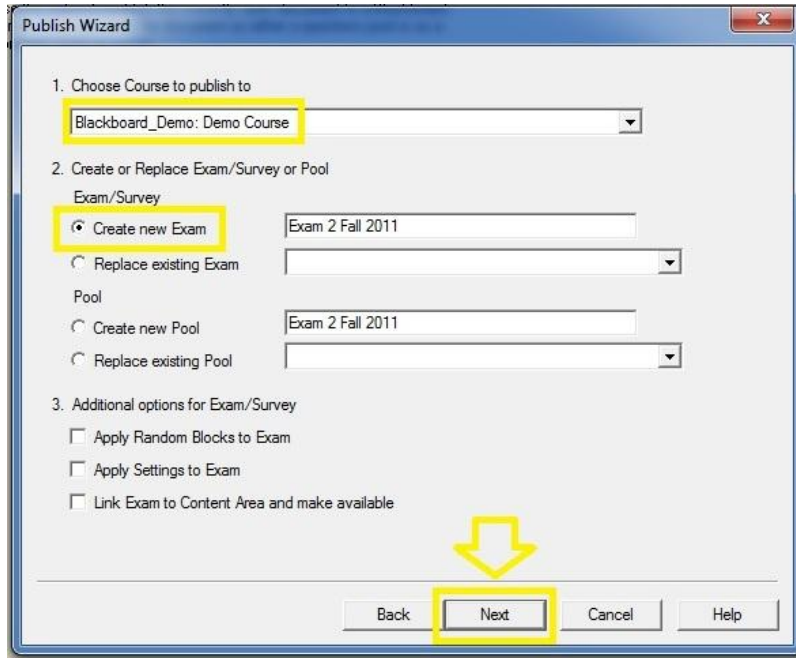 Publish Wizard
1. Choose Course to publish to
Blackboard_Demo: Demo Course
2. Create or Replace Exam/Survey or Pool
Exam/Survey
Create new Exam Exam 2 Fall 2011
Replace existing Exam
Pool
Create new Pool Exam 2 Fall 2011
Replace existing Pool
3. Additional options for Exam/Survey
Apply Random Blocks to Exam
Apply Settings to Exam
Link Exam to Content Area and make available
Back Next Cancel Help